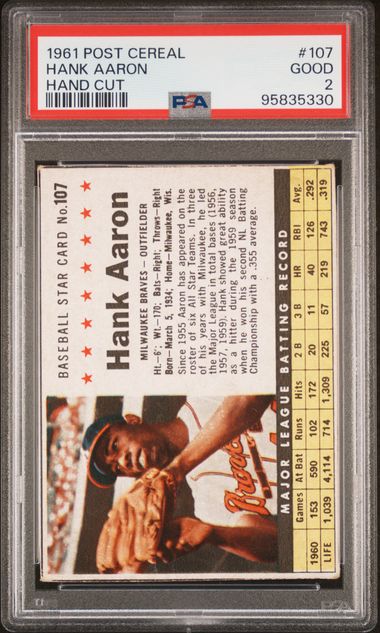 1961 POST CEREAL #107
HANK AARON GOOD
HAND CUT 2
PSA 95835330
BASEBALL STAR CARD No. 107
Hank Aaron
MILWAUKEE BRAVES — OUTFIELDER
Ht.—6' Wt.—170; Bats—Right; Throws—Right
Born—March 5, 1934; Home—Milwaukee, Wis.
Since 1955 Aaron has appeared on the
roster of six All Star Teams. In three
of his years with Milwaukee, he led
the Major League in total bases (1956,
1957, 1959). Hank showed great ability
as a hitter during the 1959 season
when he won his second NL Batting
Championship with a .355 average.
Braves
MAJOR LEAGUE BATTING RECORD
Games At Bat Runs Hits 2 B 3 B HR RBI Avg.
1960 153 590 102 172 20 11 40 126 .292
LIFE 1,039 4,114 714 1,309 225 57 219 743 .319